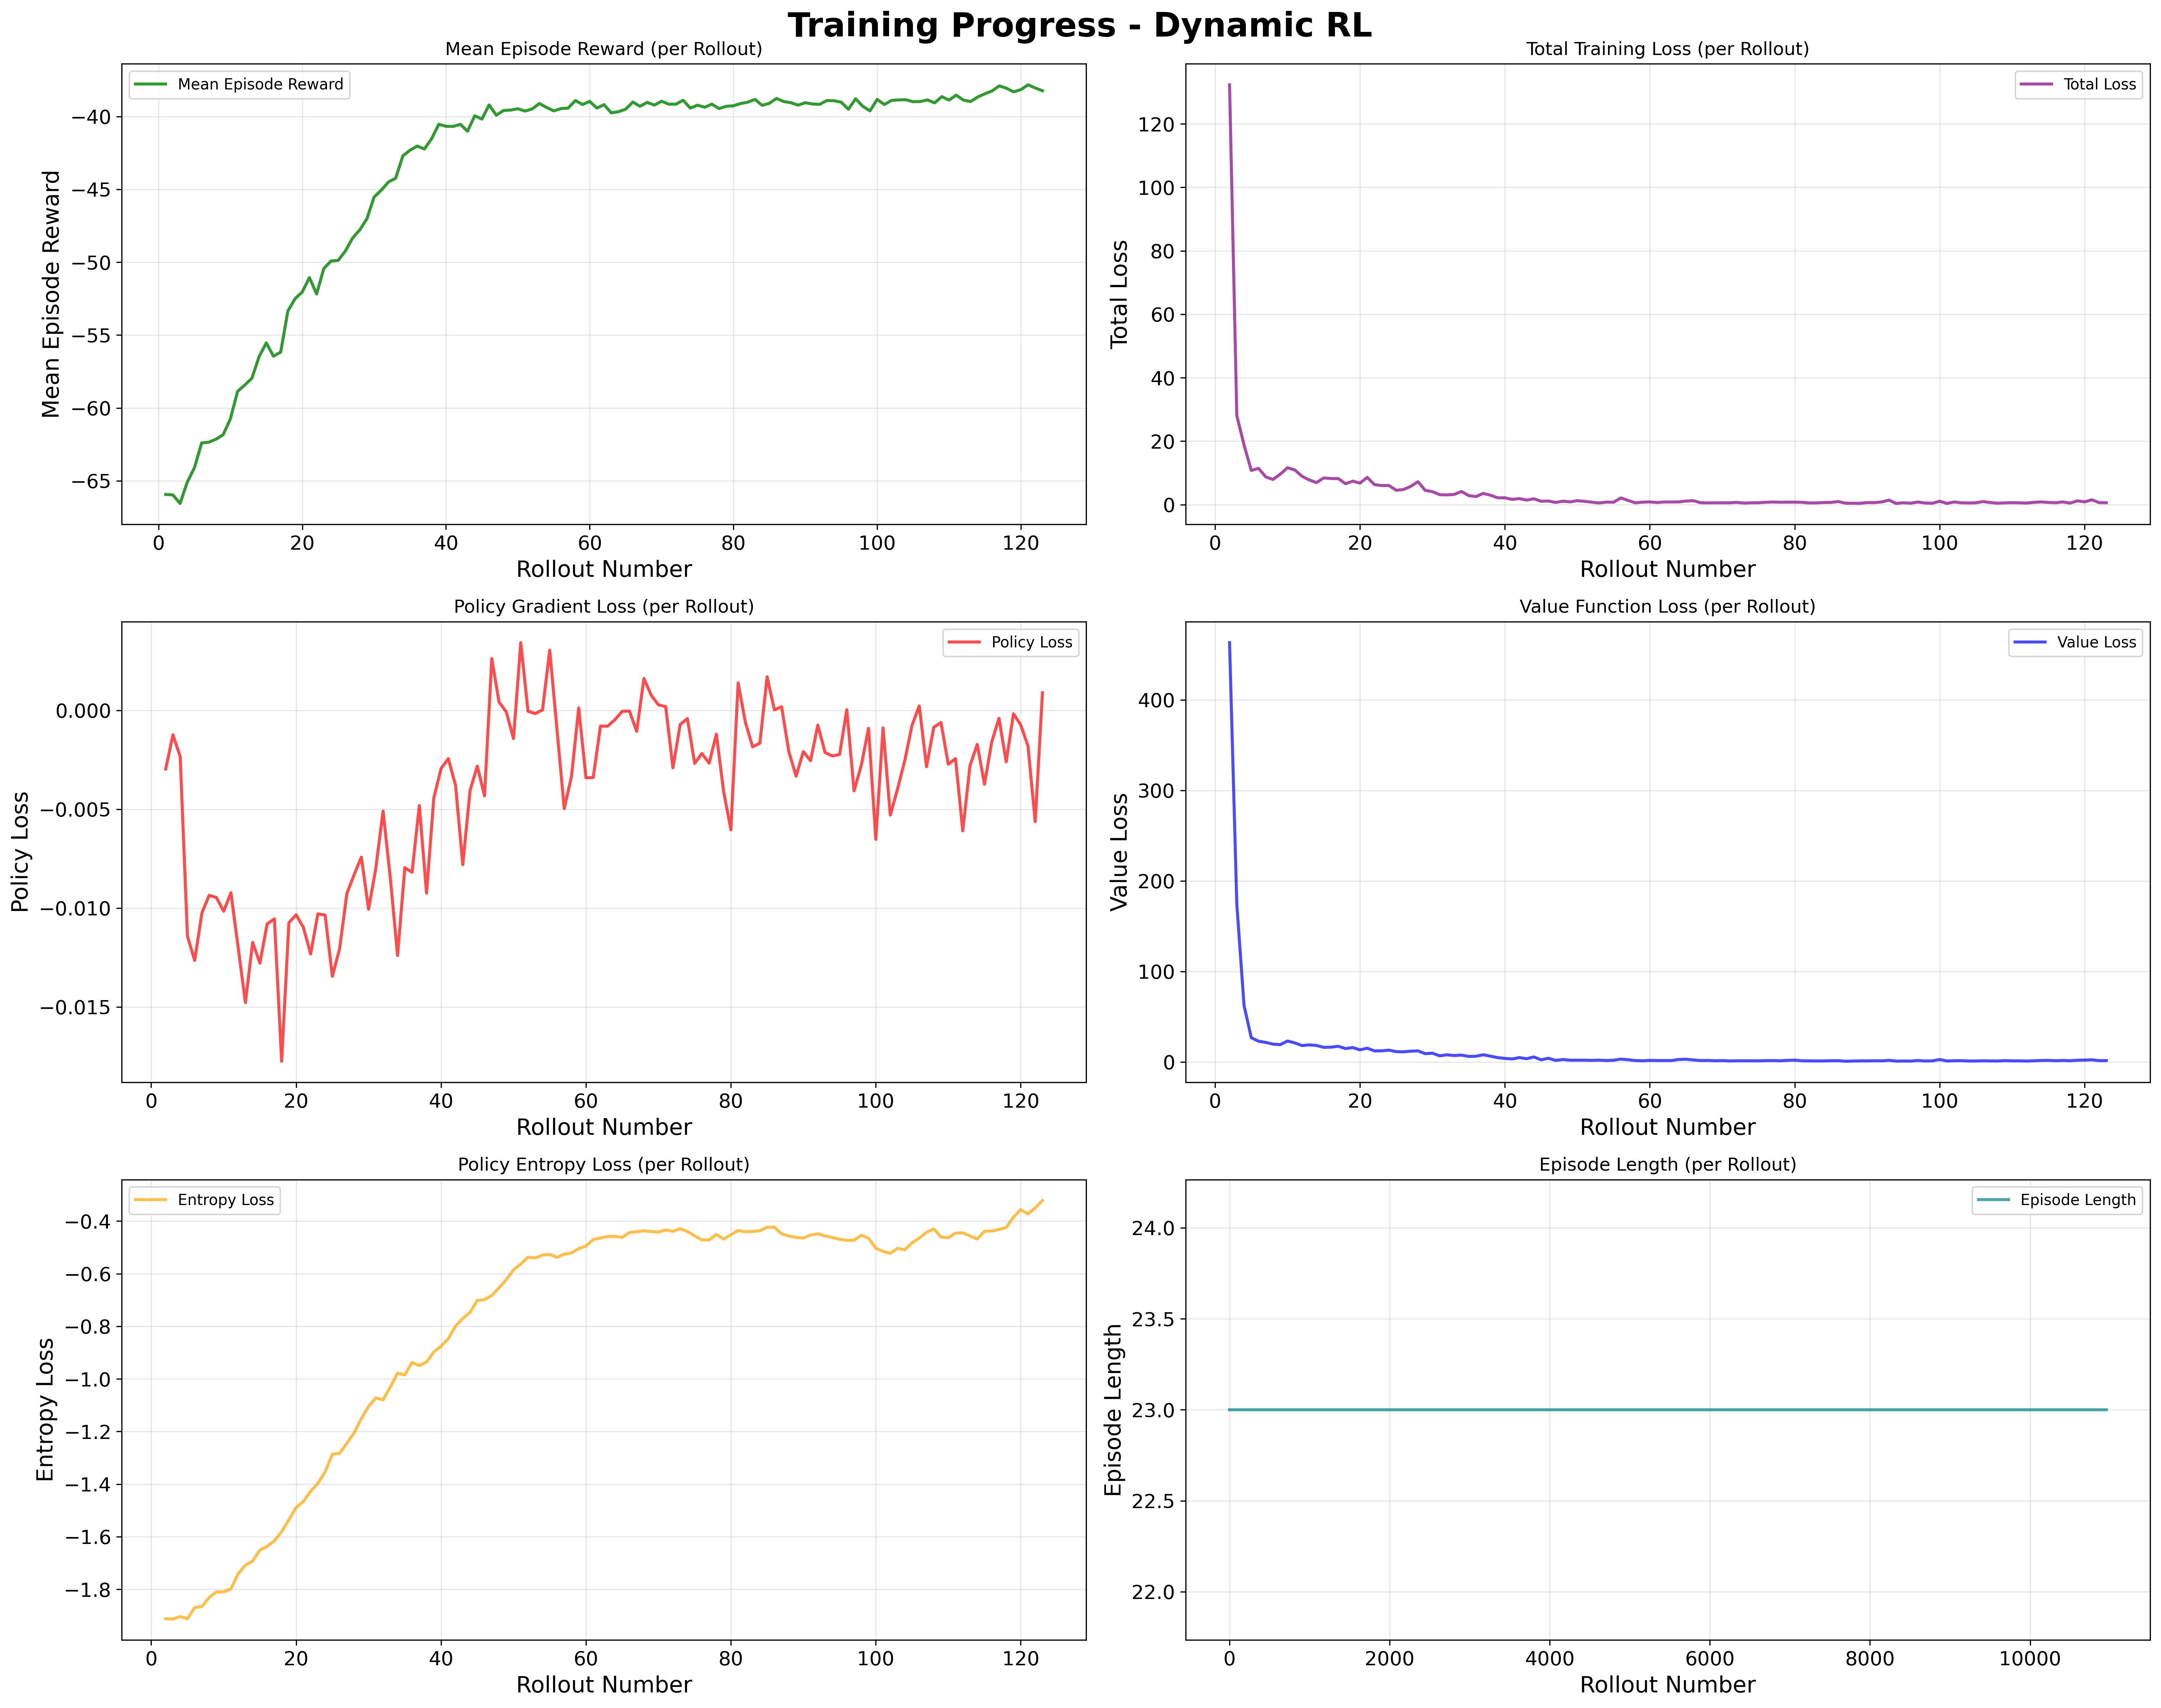 Training Progress - Dynamic RL
Mean Episode Reward (per Rollout)
Mean Episode Reward
Mean Episode Reward
−40
−45
−50
−55
−60
−65
0 20 40 60 80 100 120
Rollout Number
Total Training Loss (per Rollout)
Total Loss
Total Loss
120
100
80
60
40
20
0
0 20 40 60 80 100 120
Rollout Number
Policy Gradient Loss (per Rollout)
Policy Loss
Policy Loss
0.000
−0.005
−0.010
−0.015
0 20 40 60 80 100 120
Rollout Number
Value Function Loss (per Rollout)
Value Loss
Value Loss
400
300
200
100
0
0 20 40 60 80 100 120
Rollout Number
Policy Entropy Loss (per Rollout)
Entropy Loss
Entropy Loss
−0.4
−0.6
−0.8
−1.0
−1.2
−1.4
−1.6
−1.8
0 20 40 60 80 100 120
Rollout Number
Episode Length (per Rollout)
Episode Length
Episode Length
24.0
23.5
23.0
22.5
22.0
0 2000 4000 6000 8000 10000
Rollout Number